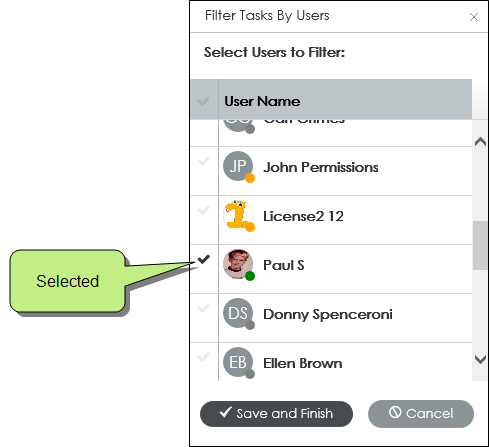 Filter Tasks By Users
Select Users to Filter:
User Name
JP John Permissions
License2 12
Selected
Paul S
DS Donny Spenceroni
EB Ellen Brown
Save and Finish Cancel